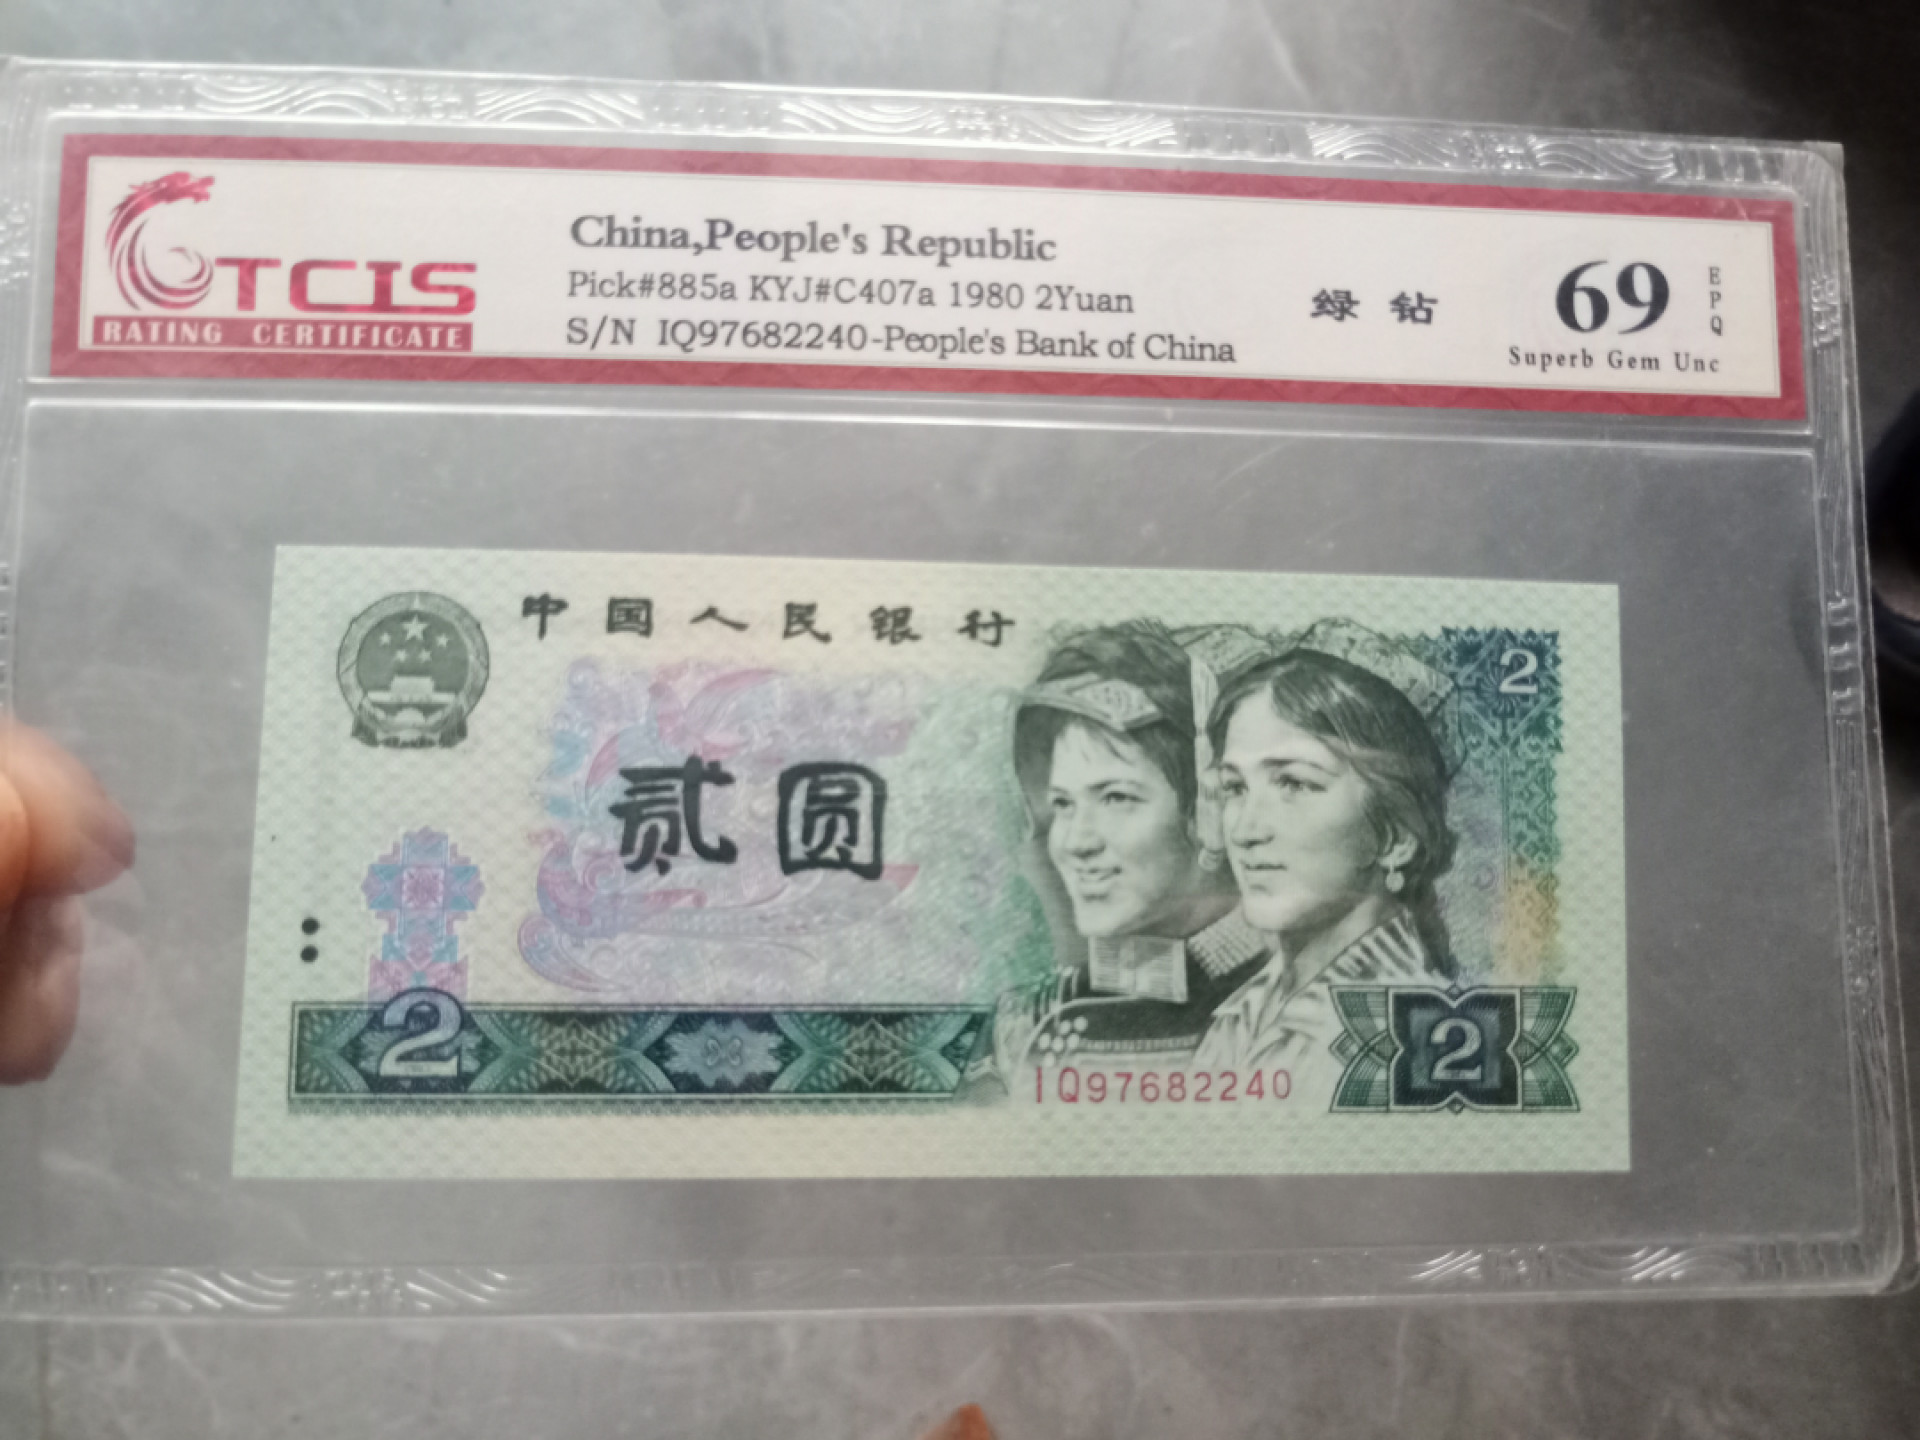 TCIS
RATING CERTIFICATE
China,People's Republic
Pick#885a KYJ#C407a 1980 2Yuan
S/N IQ97682240-People's Bank of China
绿钻
69
EPQ
Superb Gem Unc
中国人民银行
2
贰圆
2
IQ97682240
2